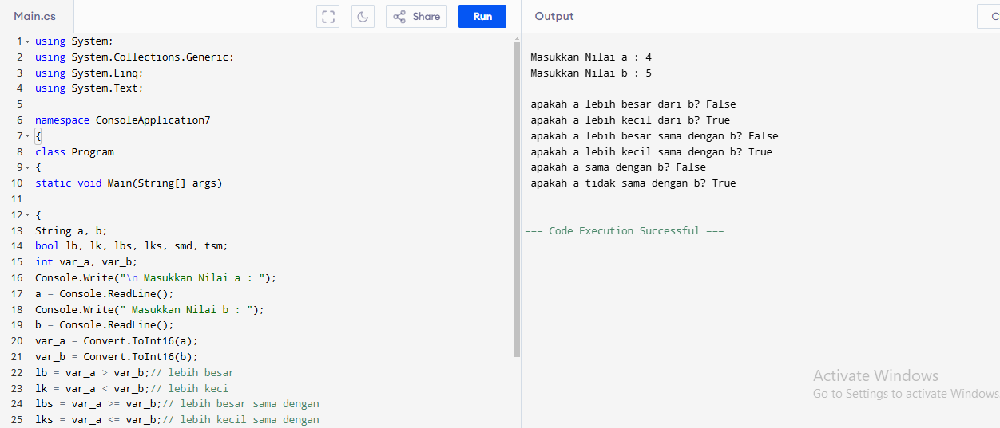 Main.cs
Share
Run
Output
1 using System;
2 using System.Collections.Generic;
3 using System.Linq;
4 using System.Text;
5
6 namespace ConsoleApplication7
7 {
8 class Program
9 {
10 static void Main(String[] args)
11
12 {
13 String a, b;
14 bool lb, lk, lbs, lks, smd, tsm;
15 int var_a, var_b;
16 Console.Write("\n Masukkan Nilai a : ");
17 a = Console.ReadLine();
18 Console.Write(" Masukkan Nilai b : ");
19 b = Console.ReadLine();
20 var_a = Convert.ToInt16(a);
21 var_b = Convert.ToInt16(b);
22 lb = var_a > var_b;// lebih besar
23 lk = var_a < var_b;// lebih keci
24 lbs = var_a >= var_b;// lebih besar sama dengan
25 lks = var_a <= var_b;// lebih kecil sama dengan
Masukkan Nilai a : 4
Masukkan Nilai b : 5
apakah a lebih besar dari b? False
apakah a lebih kecil dari b? True
apakah a lebih besar sama dengan b? False
apakah a lebih kecil sama dengan b? True
apakah a sama dengan b? False
apakah a tidak sama dengan b? True
=== Code Execution Successful ===
Activate Windows
Go to Settings to activate Windows